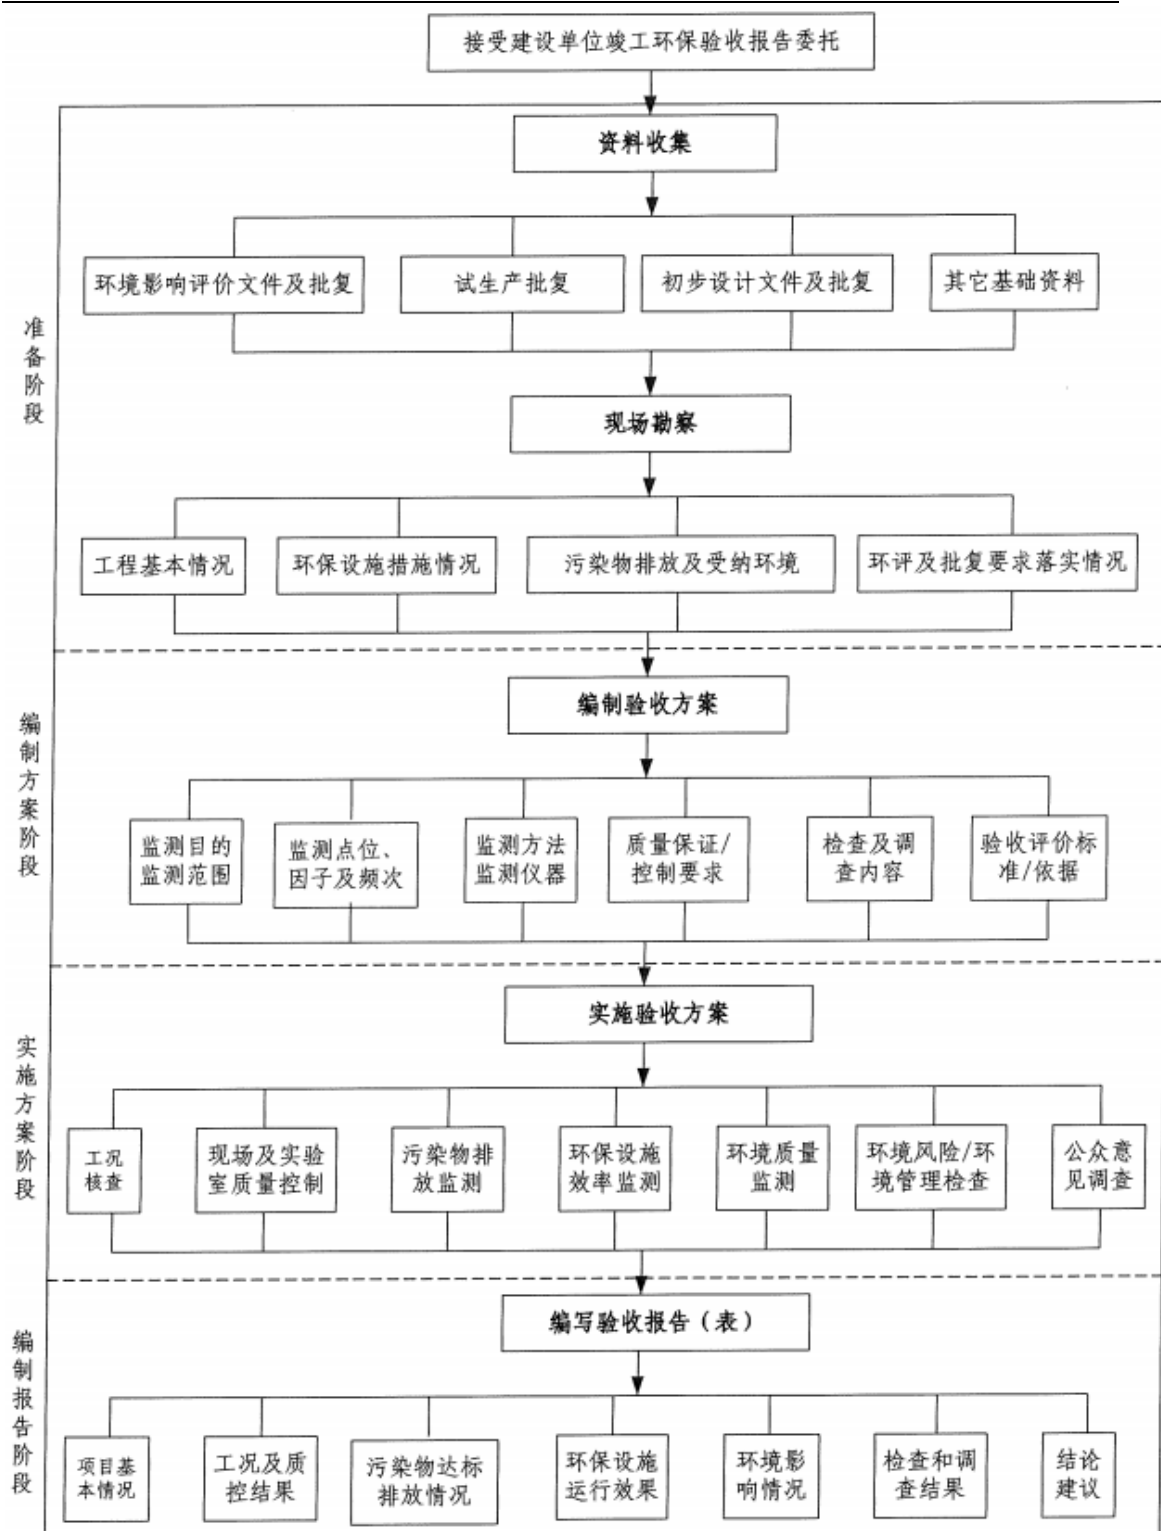 接受建设单位竣工环保验收报告委托
准备阶段
资料收集
环境影响评价文件及批复
试生产批复
初步设计文件及批复
其它基础资料
现场勘察
工程基本情况
环保设施措施情况
污染物排放及受纳环境
环评及批复要求落实情况
编制方案阶段
编制验收方案
监测目的
监测范围
监测点位、
因子及频次
监测方法
监测仪器
质量保证/
控制要求
检查及调
查内容
验收评价标
准/依据
实施方案阶段
实施验收方案
工况
核查
现场及实验
室质量控制
污染物排
放监测
环保设施
效率监测
环境质量
监测
环境风险/环
境管理检查
公众意
见调查
编制报告阶段
编写验收报告（表）
项目基
本情况
工况及质
控结果
污染物达标
排放情况
环保设施
运行效果
环境影
响情况
检查和调
查结果
结论
建议